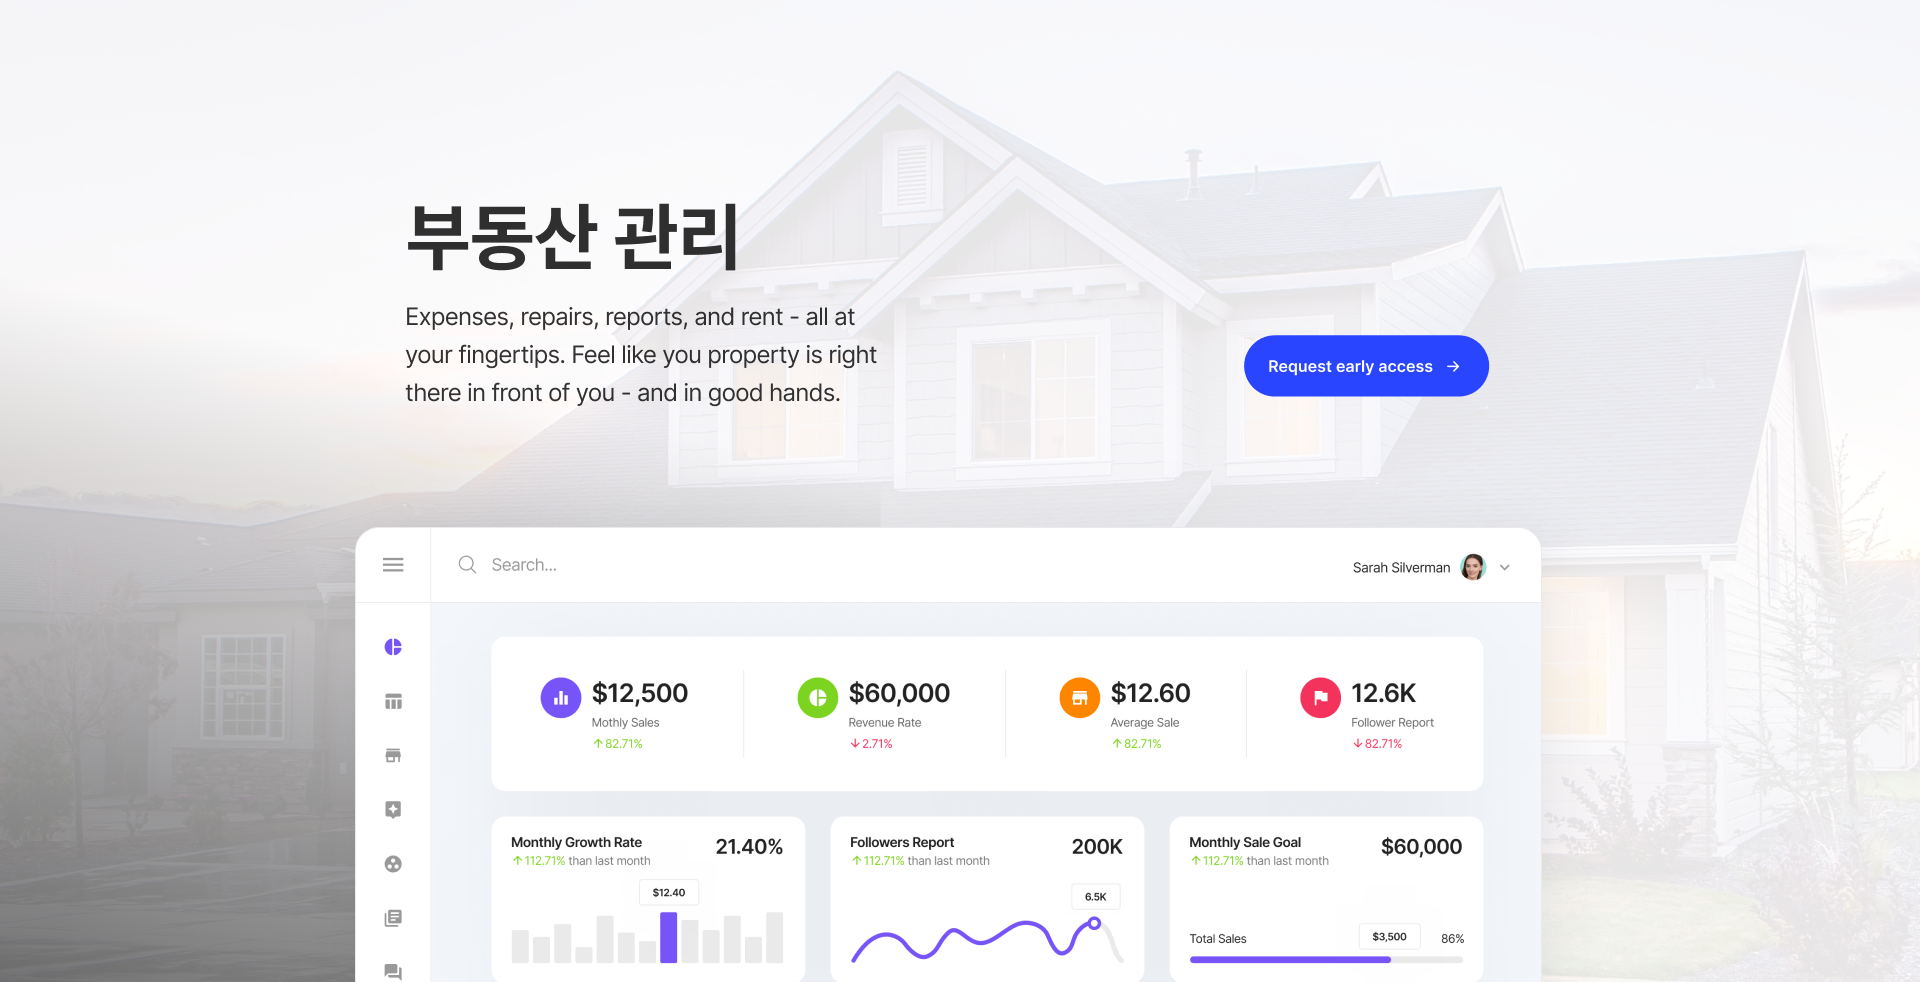 부동산 관리
Expenses, repairs, reports, and rent - all at
your fingertips. Feel like you property is right
there in front of you - and in good hands.
Request early access
Search...
Sarah Silverman
$12,500
Mothly Sales
82.71%
$60,000
Revenue Rate
2.71%
$12.60
Average Sale
82.71%
12.6K
Follower Report
82.71%
Monthly Growth Rate
21.40%
112.71% than last month
$12.40
Followers Report
200K
112.71% than last month
6.5K
Monthly Sale Goal
$60,000
112.71% than last month
Total Sales
$3,500
86%